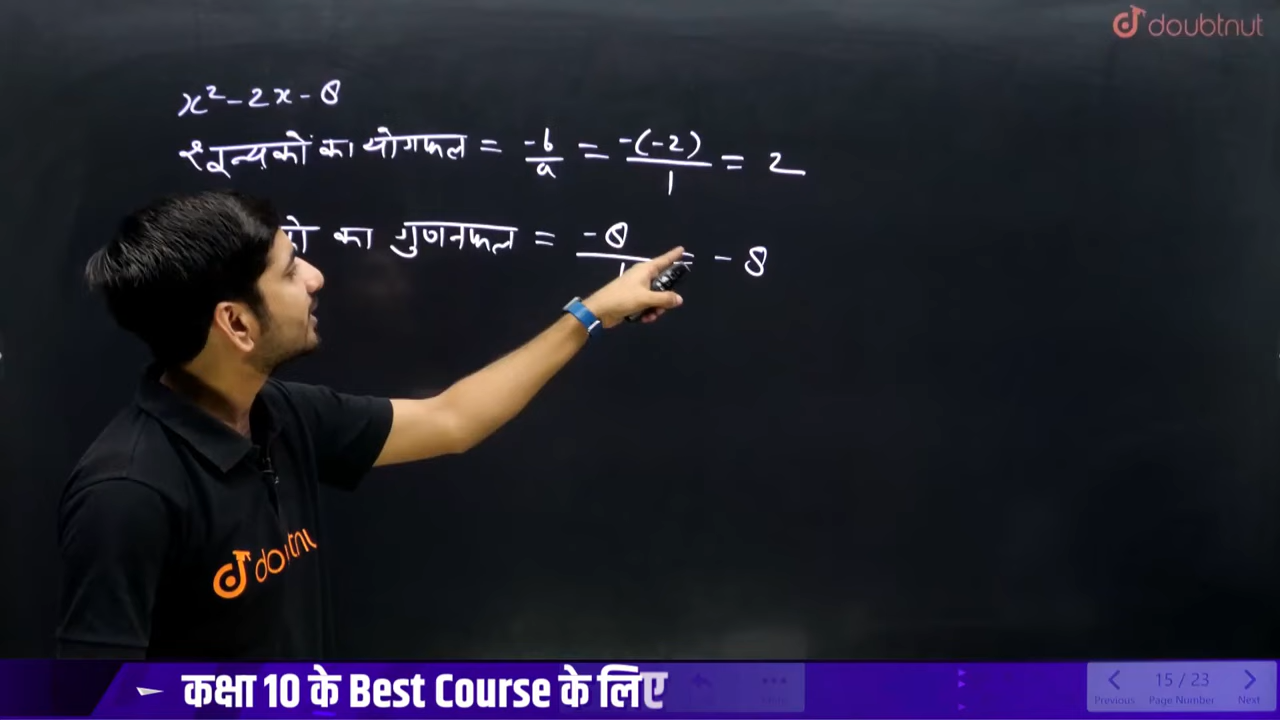 doubtnut
x² - 2x - 8
शून्यकों का योगफल = -b/a = -(-2)/1 = 2
का गुणनफल = -8/1 = - 8
doubtnut
कक्षा 10 के Best Course के लिए
15 / 23
Previous Page Number Next